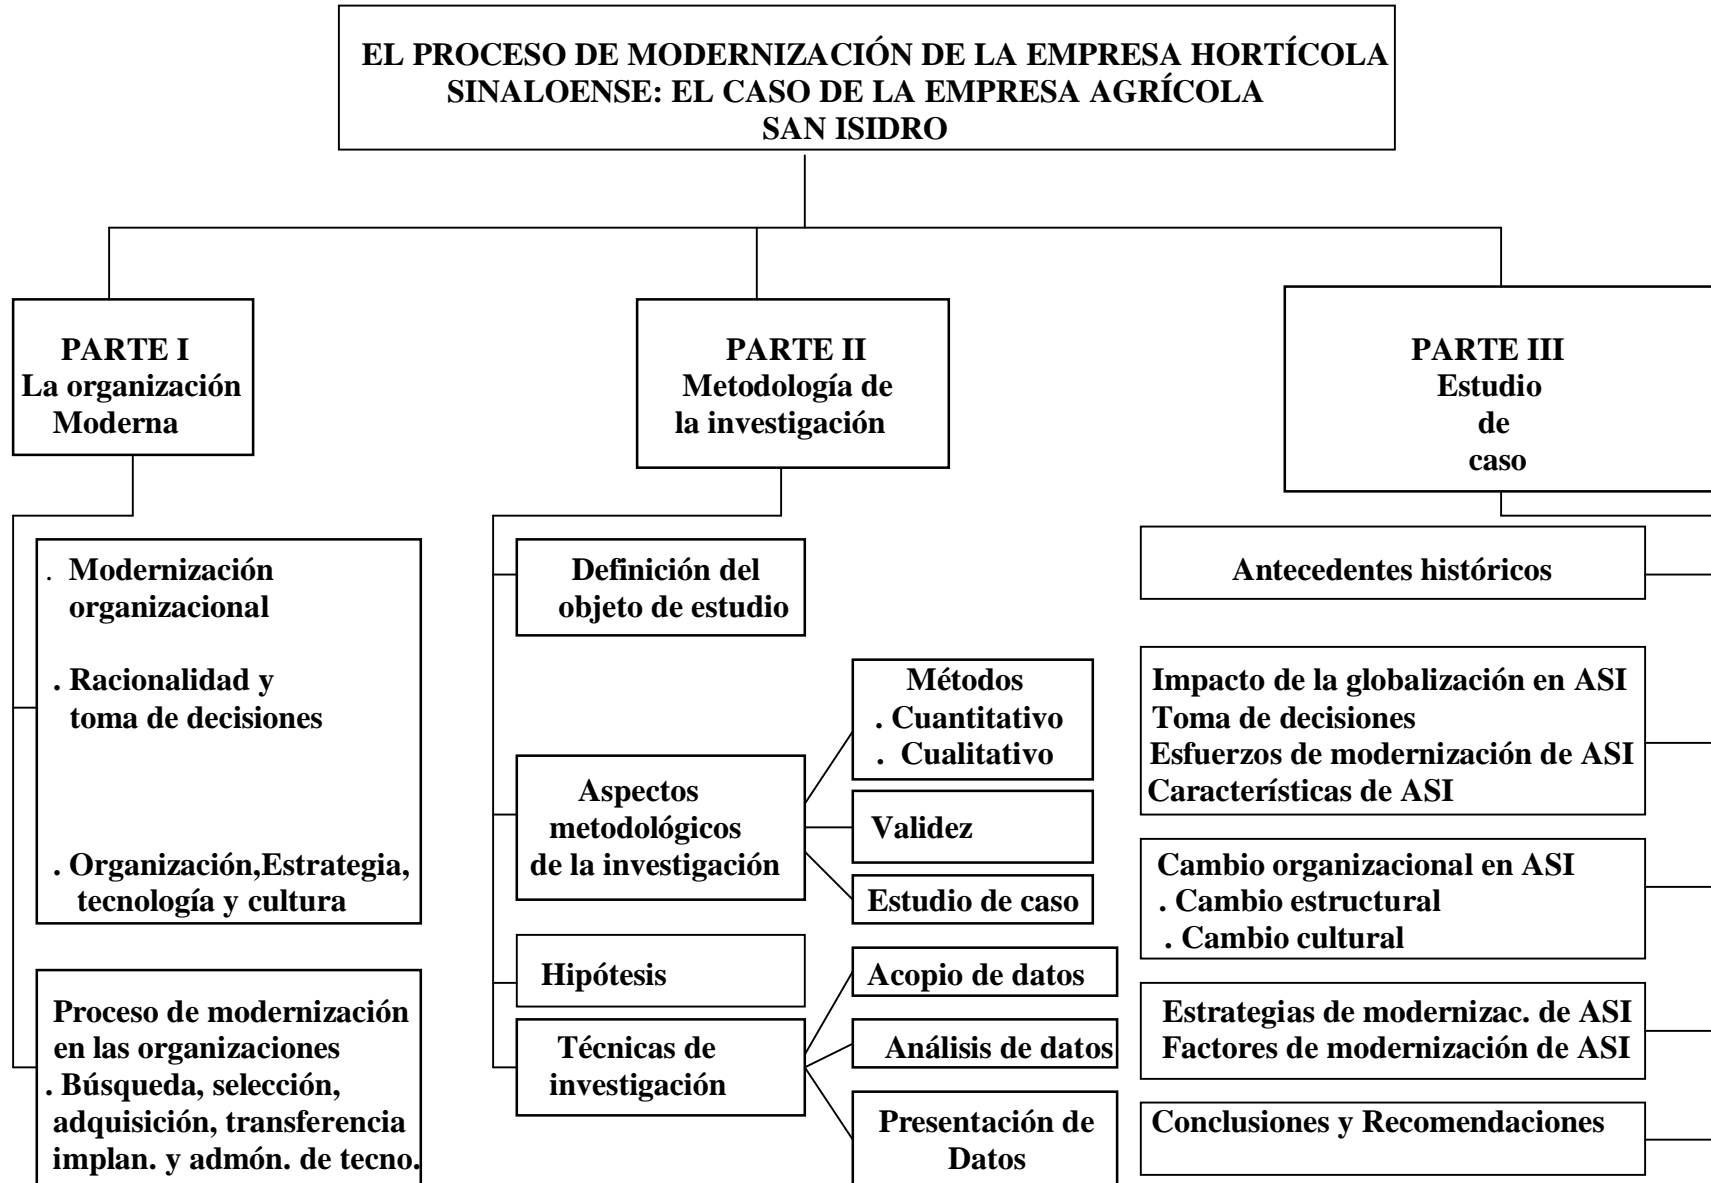 EL PROCESO DE MODERNIZACIÓN DE LA EMPRESA HORTÍCOLA
SINALOENSE: EL CASO DE LA EMPRESA AGRÍCOLA
SAN ISIDRO
PARTE I
La organización
Moderna
. Modernización
organizacional
. Racionalidad y
toma de decisiones
. Organización,Estrategia,
tecnología y cultura
Proceso de modernización
en las organizaciones
. Búsqueda, selección,
adquisición, transferencia
implan. y admón. de tecno.
PARTE II
Metodología de
la investigación
Definición del
objeto de estudio
Aspectos
metodológicos
de la investigación
Métodos
. Cuantitativo
. Cualitativo
Validez
Estudio de caso
Hipótesis
Técnicas de
investigación
Acopio de datos
Análisis de datos
Presentación de
Datos
PARTE III
Estudio
de
caso
Antecedentes históricos
Impacto de la globalización en ASI
Toma de decisiones
Esfuerzos de modernización de ASI
Características de ASI
Cambio organizacional en ASI
. Cambio estructural
. Cambio cultural
Estrategias de modernizac. de ASI
Factores de modernización de ASI
Conclusiones y Recomendaciones